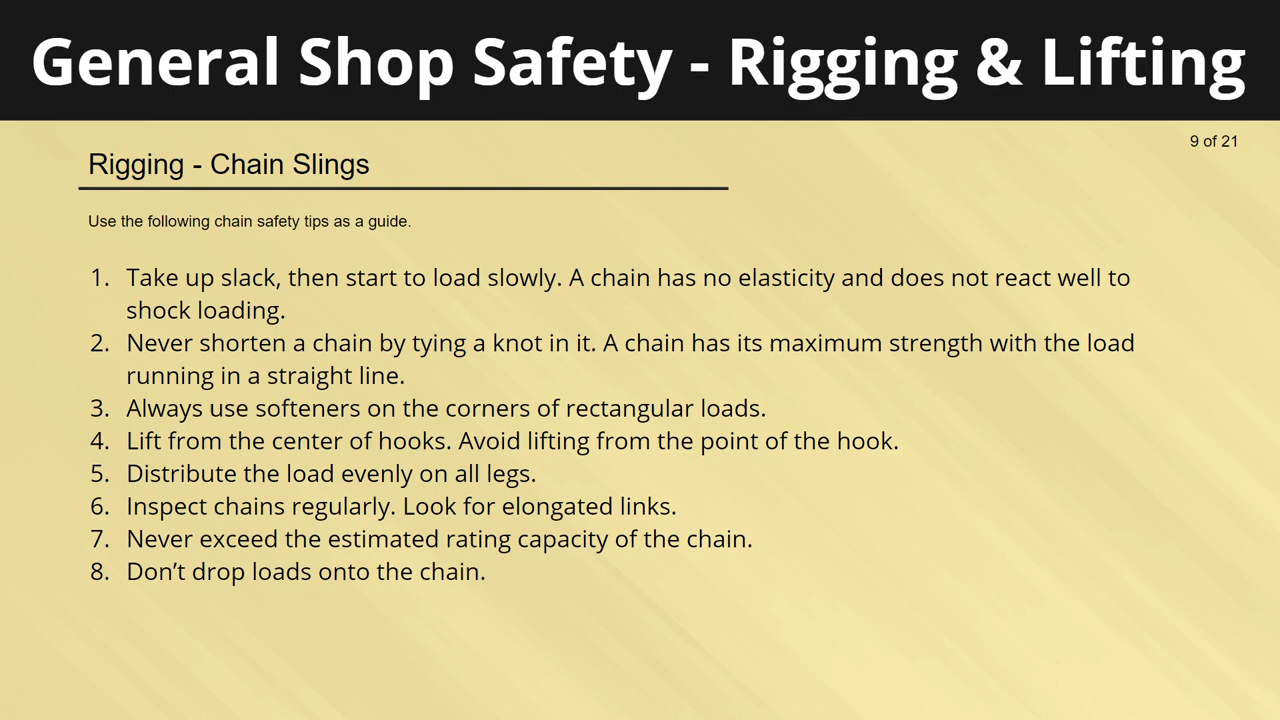 General Shop Safety - Rigging & Lifting
9 of 21
Rigging - Chain Slings
Use the following chain safety tips as a guide.
1. Take up slack, then start to load slowly. A chain has no elasticity and does not react well to
shock loading.
2. Never shorten a chain by tying a knot in it. A chain has its maximum strength with the load
running in a straight line.
3. Always use softeners on the corners of rectangular loads.
4. Lift from the center of hooks. Avoid lifting from the point of the hook.
5. Distribute the load evenly on all legs.
6. Inspect chains regularly. Look for elongated links.
7. Never exceed the estimated rating capacity of the chain.
8. Don’t drop loads onto the chain.